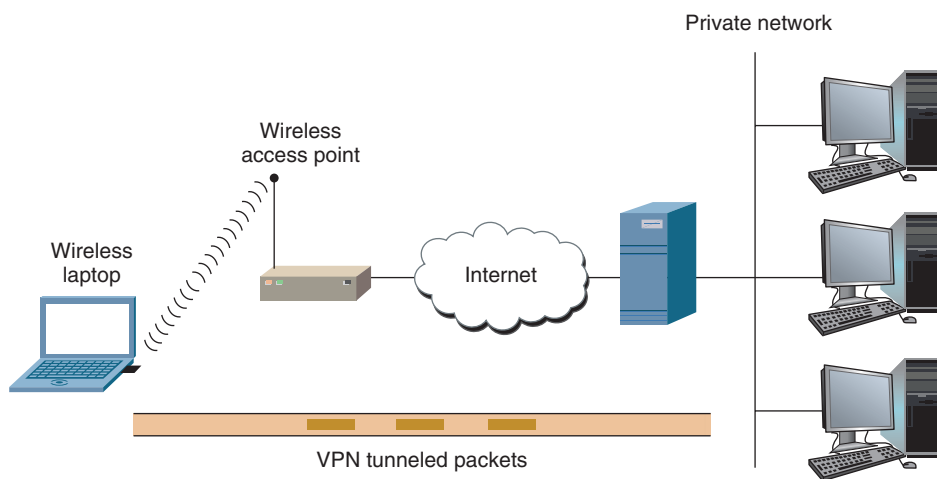 Private network
Wireless
access point
Wireless
laptop
Internet
VPN tunneled packets